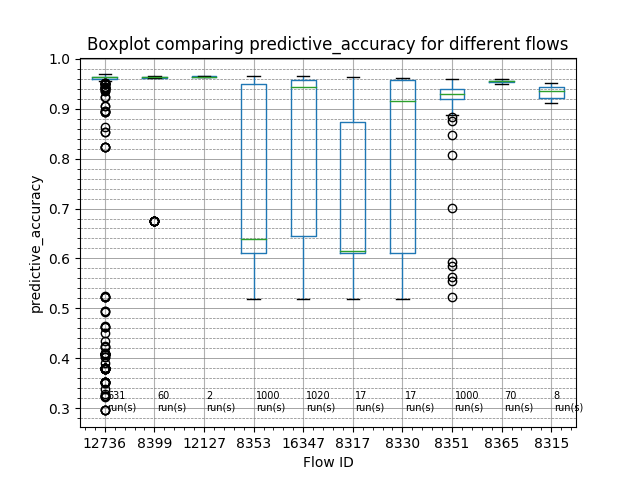 Boxplot comparing predictive_accuracy for different flows
predictive_accuracy
1.0
0.9
0.8
0.7
0.6
0.5
0.4
0.3
631 60 2 1000 1020 17 17 1000 70 8
run(s) run(s) run(s) run(s) run(s) run(s) run(s) run(s) run(s) run(s)
12736 8399 12127 8353 16347 8317 8330 8351 8365 8315
Flow ID